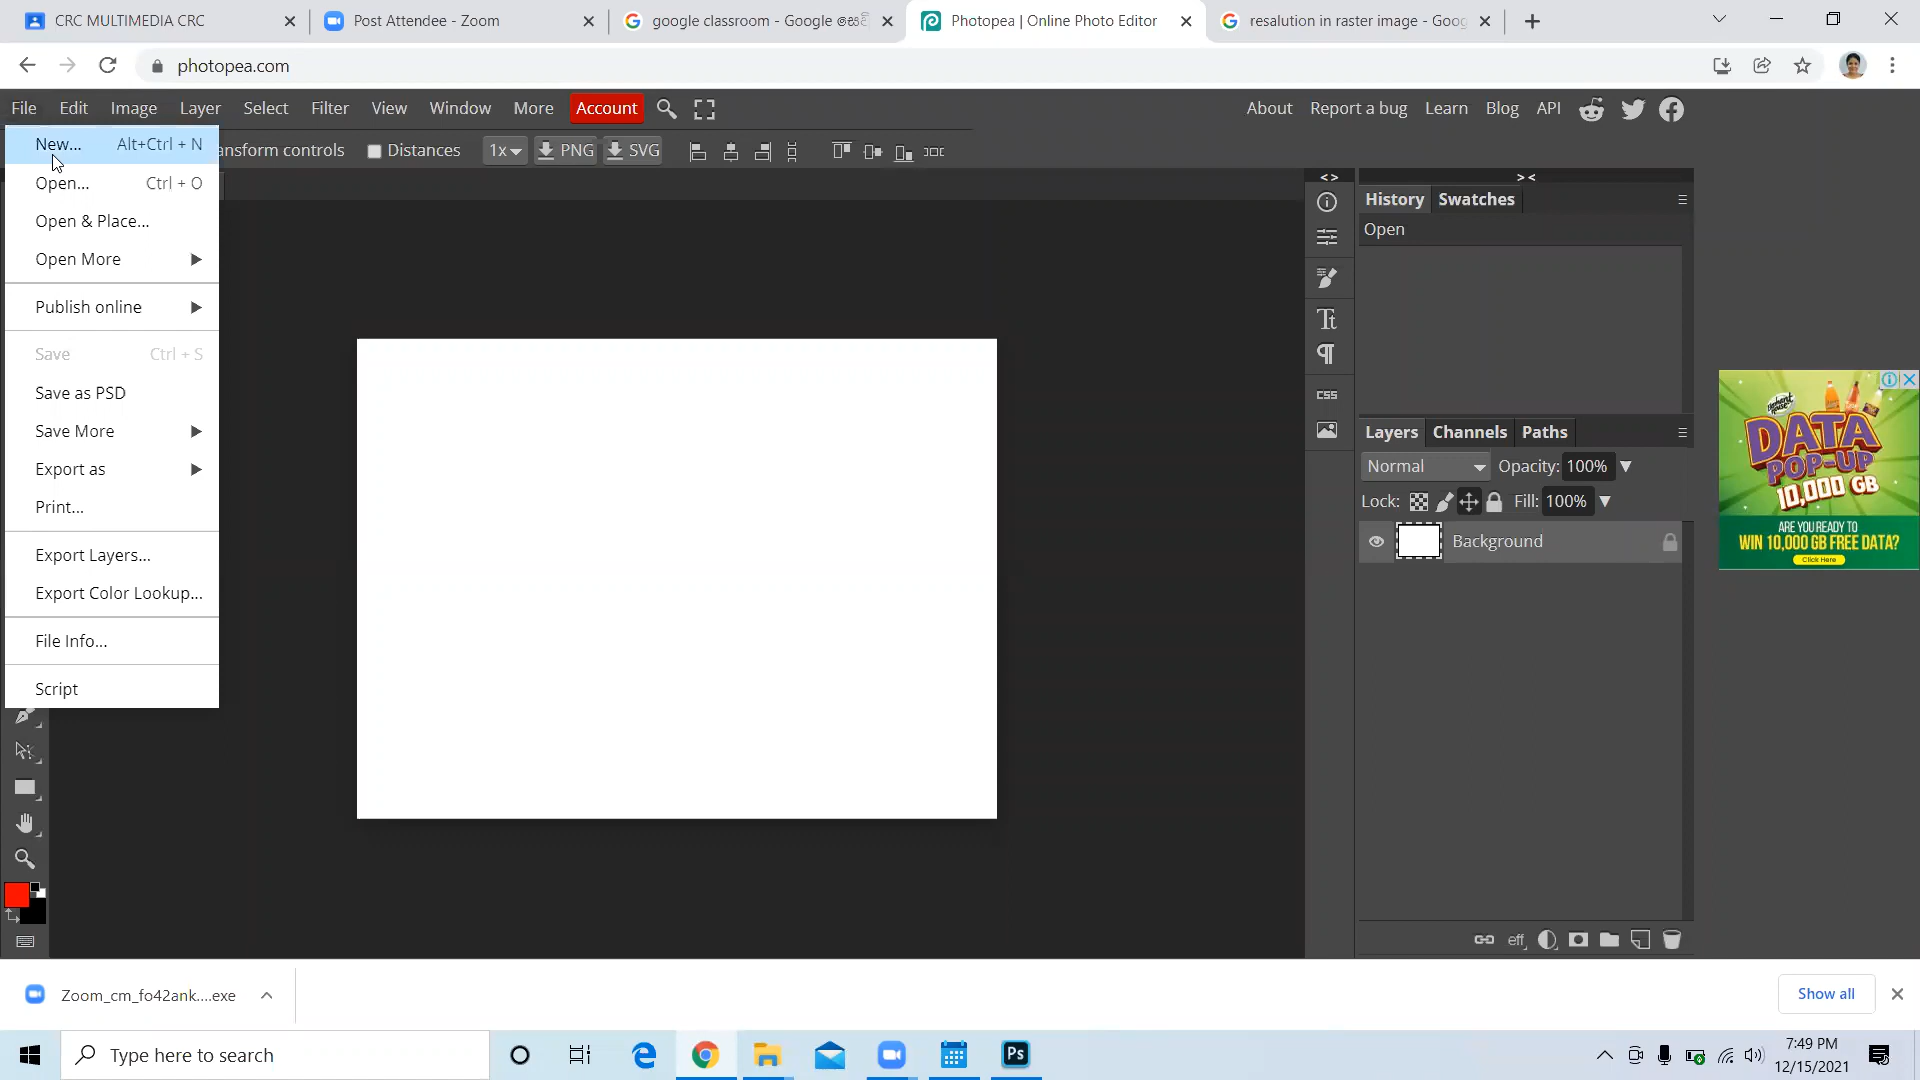 CRC MULTIMEDIA CRC
Post Attendee - Zoom
google classroom - Google සෙවී
Photopea | Online Photo Editor
resalution in raster image - Goog
photopea.com
File Edit Image Layer Select Filter View Window More Account
About Report a bug Learn Blog API
New... Alt+Ctrl + N
ansform controls Distances 1x PNG SVG
Open... Ctrl + O
Open & Place...
Open More
Publish online
Save Ctrl + S
Save as PSD
Save More
Export as
Print...
Export Layers...
Export Color Lookup...
File Info...
Script
CSS
History Swatches
Open
Layers Channels Paths
Normal Opacity: 100%
Lock: Fill: 100%
Background
eff
DATA
POP-UP
10,000 GB
ARE YOU READY TO
WIN 10,000 GB FREE DATA?
Click Here
Zoom_cm_fo42ank....exe
Show all
Type here to search
Ps
7:49 PM
12/15/2021